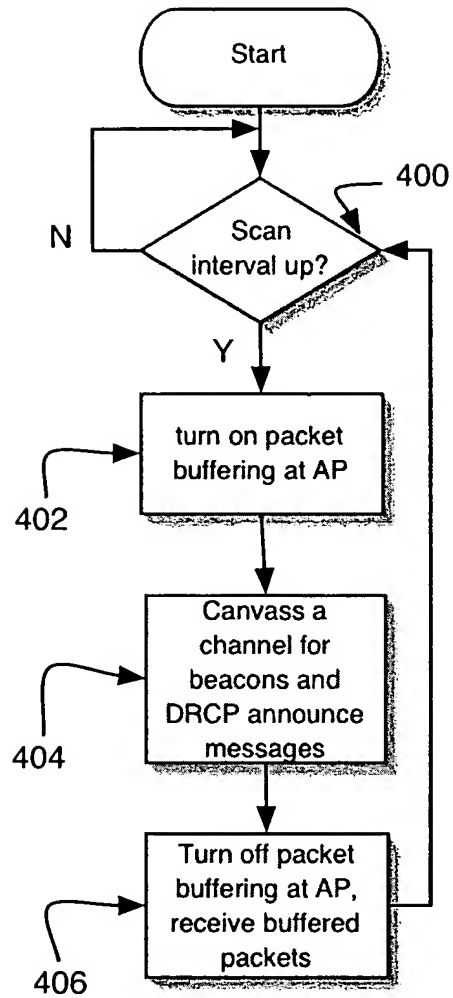 Start
400
Scan
interval up?
N
Y
turn on packet
buffering at AP
402
Canvass a
channel for
beacons and
DRCP announce
messages
404
Turn off packet
buffering at AP,
receive buffered
packets
406